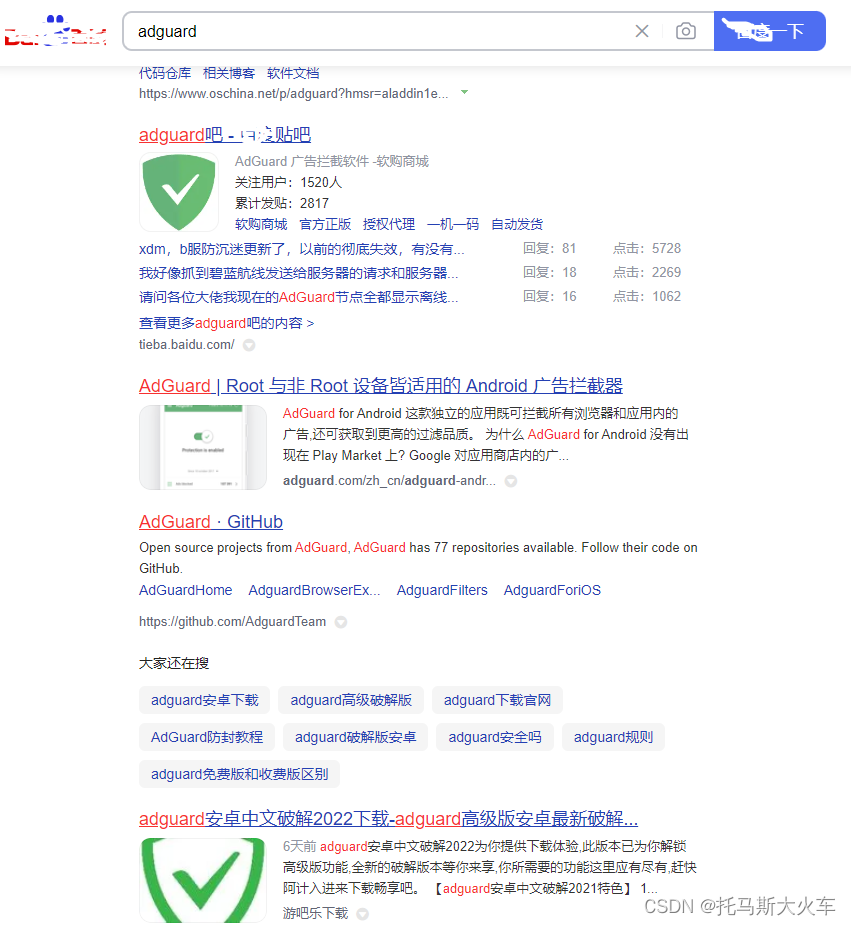 adguard
一下
代码仓库 相关博客 软件文档
https://www.oschina.net/p/adguard?hmsr=aladdin1e...
adguard吧 - 贴吧
AdGuard 广告拦截软件 -软购商城
关注用户：1520人
累计发贴：2817
软购商城 官方正版 授权代理 一机一码 自动发货
xdm，b服防沉迷更新了，以前的彻底失效，有没有... 回复：81 点击：5728
我好像抓到碧蓝航线发送给服务器的请求和服务器... 回复：18 点击：2269
请问各位大佬我现在的AdGuard节点全都显示离线... 回复：16 点击：1062
查看更多adguard吧的内容 >
tieba.baidu.com/
AdGuard | Root 与非 Root 设备皆适用的 Android 广告拦截器
AdGuard for Android 这款独立的应用既可拦截所有浏览器和应用内的
广告,还可获取到更高的过滤品质。 为什么 AdGuard for Android 没有出
现在 Play Market 上? Google 对应用商店内的广...
adguard.com/zh_cn/adguard-andr...
Protection is enabled
AdGuard · GitHub
Open source projects from AdGuard, AdGuard has 77 repositories available. Follow their code on
GitHub.
AdGuardHome AdguardBrowserEx... AdguardFilters AdguardForiOS
https://github.com/AdguardTeam
大家还在搜
adguard安卓下载 adguard高级破解版 adguard下载官网
AdGuard防封教程 adguard破解版安卓 adguard安全吗 adguard规则
adguard免费版和收费版区别
adguard安卓中文破解2022下载-adguard高级版安卓最新破解...
6天前 adguard安卓中文破解2022为你提供下载体验,此版本已为你解锁
高级版功能,全新的破解版本等你来享,你所需要的功能这里应有尽有,赶快
阿计入进来下载畅享吧。 【adguard安卓中文破解2021特色】 1...
游吧乐下载
CSDN @托马斯大火车